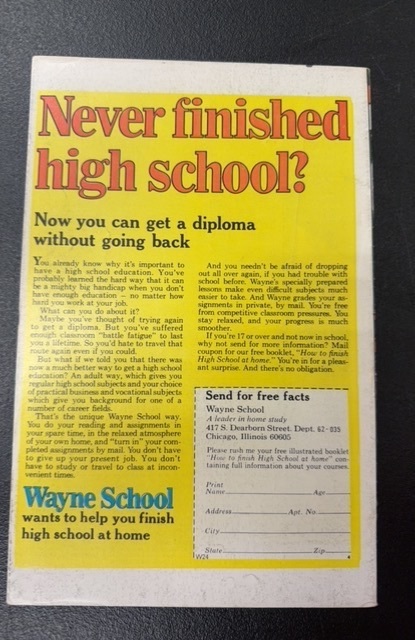 Never finished
high school?
Now you can get a diploma
without going back
You already know why it's important to
have a high school education. You've
probably learned the hard way that it can
be a mighty big handicap when you don't
have enough education — no matter how
hard you work at your job.
What can you do about it?
Maybe you've thought of trying again
to get a diploma. But you've suffered
enough classroom "battle fatigue" to last
you a lifetime. So you'd hate to travel that
route again even if you could.
But what if we told you that there was
now a much better way to get a high school
education? An adult way, which gives you
regular high school subjects and your choice
of practical business and vocational subjects
which give you background for one of a
number of career fields.
That's the unique Wayne School way.
You do your reading and assignments in
your spare time, in the relaxed atmosphere
of your own home, and "turn in" your com-
pleted assignments by mail. You don't have
to give up your present job. You don't
have to study or travel to class at incon-
venient times.
Wayne School
wants to help you finish
high school at home
And you needn't be afraid of dropping
out all over again, if you had trouble with
school before. Wayne's specially prepared
lessons make even difficult subjects much
easier to take. And Wayne grades your as-
signments in private, by mail. You're free
from competitive classroom pressures. You
stay relaxed, and your progress is much
smoother.
If you're 17 or over and not now in school,
why not send for more information? Mail
coupon for our free booklet, "How to finish
High School at home." You're in for a pleas-
ant surprise. And there's no obligation.
Send for free facts
Wayne School
A leader in home study
417 S. Dearborn Street. Dept. 62-035
Chicago, Illinois 60605
Please rush me your free illustrated booklet
"How to finish High School at home" con-
taining full information about your courses.
Print
Name Age
Address Apt. No.
City
State Zip
W24